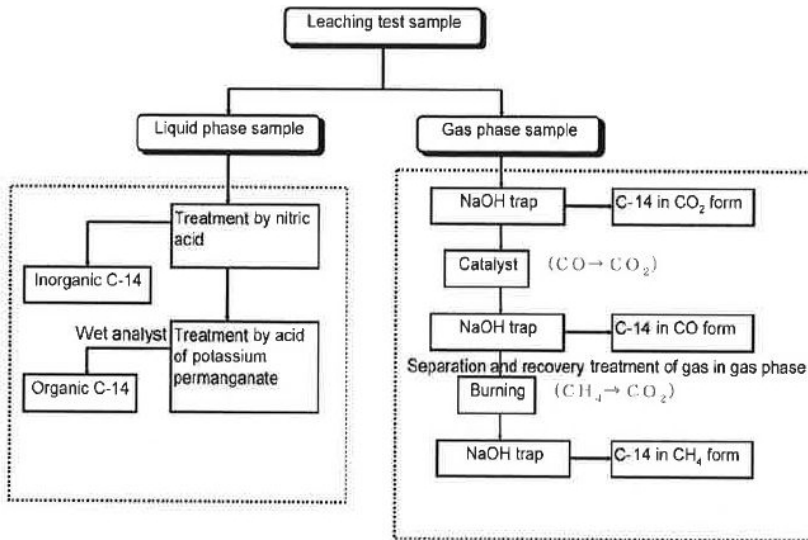 Leaching test sample
Liquid phase sample
Gas phase sample
Treatment by nitric
acid
Inorganic C-14
Wet analyst
Treatment by acid
of potassium
permanganate
Organic C-14
NaOH trap
C-14 in CO₂ form
Catalyst
(CO→CO₂)
NaOH trap
C-14 in CO form
Separation and recovery treatment of gas in gas phase
Burning
(CH₄→CO₂)
NaOH trap
C-14 in CH₄ form